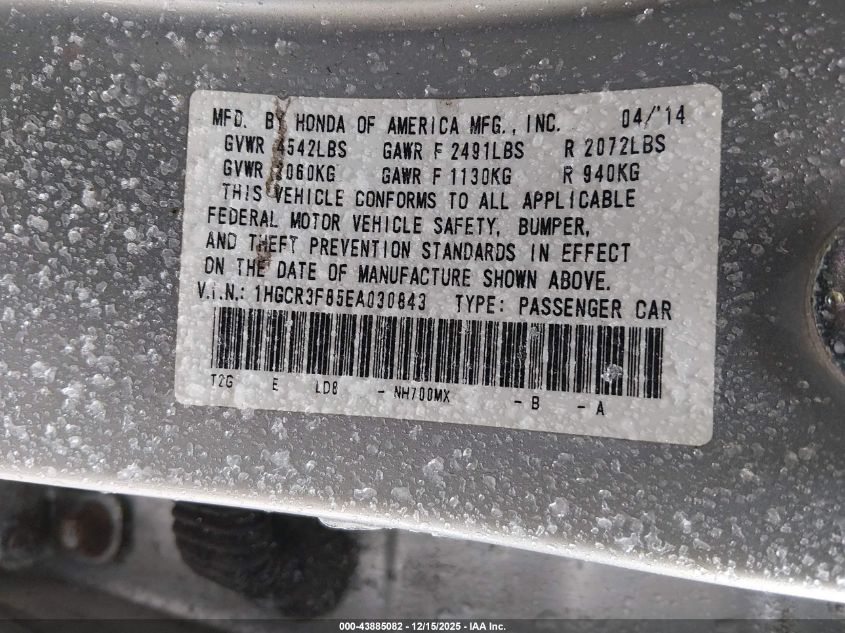 MFD. BY HONDA OF AMERICA MFG., INC. 04/'14
GVWR 4542LBS GAWR F 2491LBS R 2072LBS
GVWR 2060KG GAWR F 1130KG R 940KG
THIS VEHICLE CONFORMS TO ALL APPLICABLE
FEDERAL MOTOR VEHICLE SAFETY, BUMPER,
AND THEFT PREVENTION STANDARDS IN EFFECT
ON THE DATE OF MANUFACTURE SHOWN ABOVE.
V.I.N.: 1HGCR3F85EA030843 TYPE: PASSENGER CAR
T2G E LD8 - NH700MX - B - A
000-43885082 - 12/15/2025 - IAA Inc.